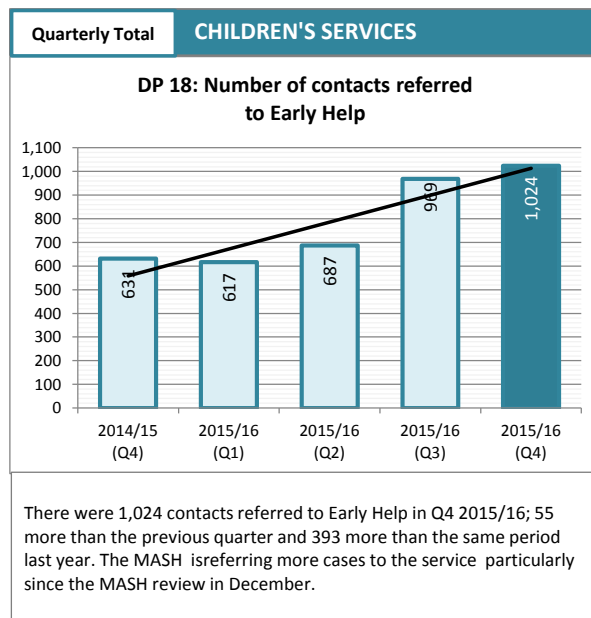 Quarterly Total
CHILDREN'S SERVICES
DP 18: Number of contacts referred
to Early Help
1,100
1,000
900
800
700
600
500
400
300
200
100
0
631
617
687
969
1,024
2014/15
(Q4)
2015/16
(Q1)
2015/16
(Q2)
2015/16
(Q3)
2015/16
(Q4)
There were 1,024 contacts referred to Early Help in Q4 2015/16; 55
more than the previous quarter and 393 more than the same period
last year. The MASH isreferring more cases to the service particularly
since the MASH review in December.